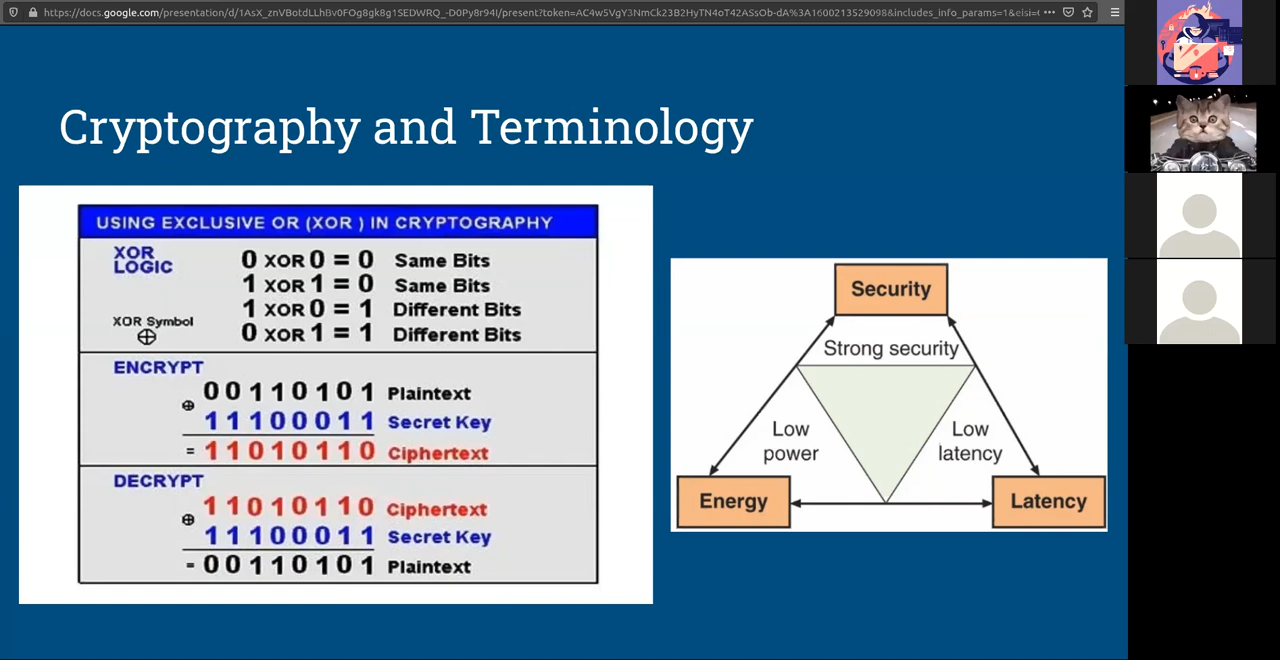 https://docs.google.com/presentation/d/1AsX_znVBotdLLhBv0FOg8gk8g1SEDWRQ_-D0Py8r94I/present?token=AC4w5VgY3NmCk23B2HyTN4oT42ASsOb-dA%3A1600213529098&includes_info_params=1&eisi=
Cryptography and Terminology
USING EXCLUSIVE OR (XOR ) IN CRYPTOGRAPHY
XOR LOGIC
0 XOR 0 = 0 Same Bits
1 XOR 1 = 0 Same Bits
1 XOR 0 = 1 Different Bits
0 XOR 1 = 1 Different Bits
XOR Symbol
⊕
ENCRYPT
0 0 1 1 0 1 0 1 Plaintext
⊕ 1 1 1 0 0 0 1 1 Secret Key
= 1 1 0 1 0 1 1 0 Ciphertext
DECRYPT
1 1 0 1 0 1 1 0 Ciphertext
⊕ 1 1 1 0 0 0 1 1 Secret Key
= 0 0 1 1 0 1 0 1 Plaintext
Security
Strong security
Low power
Low latency
Energy
Latency